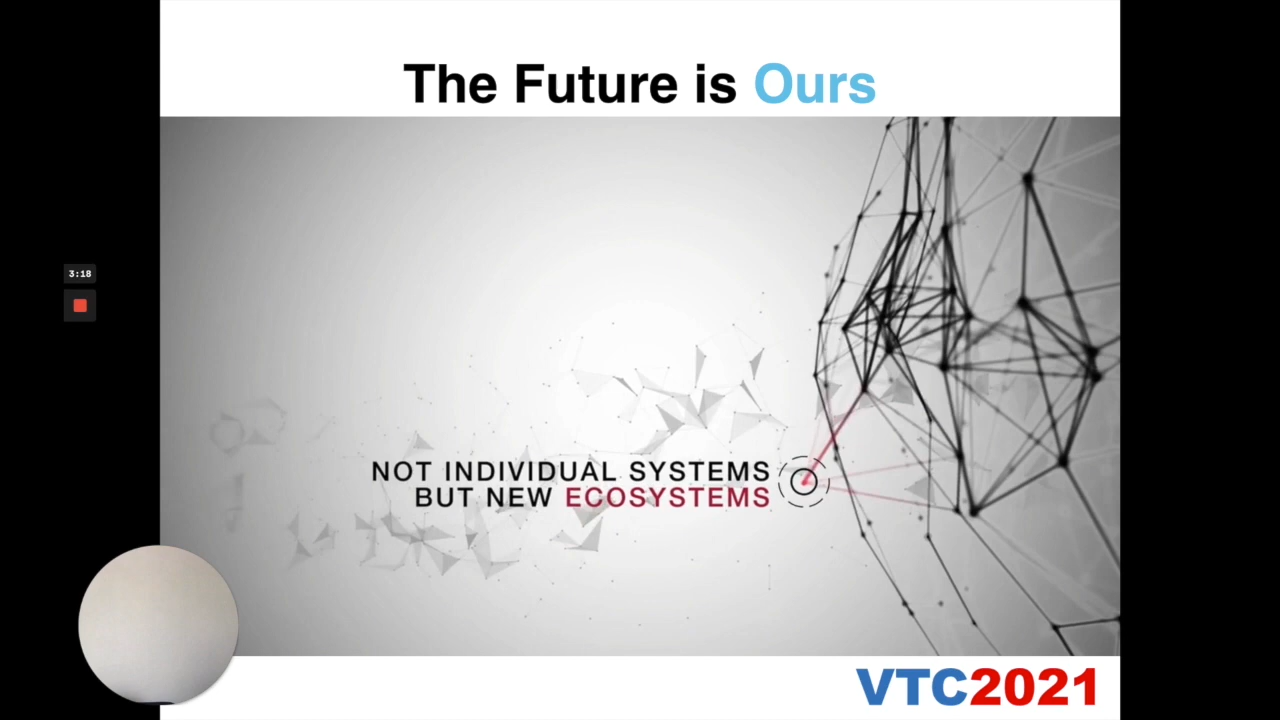 The Future is Ours
3:18
NOT INDIVIDUAL SYSTEMS
BUT NEW ECOSYSTEMS
VTC2021